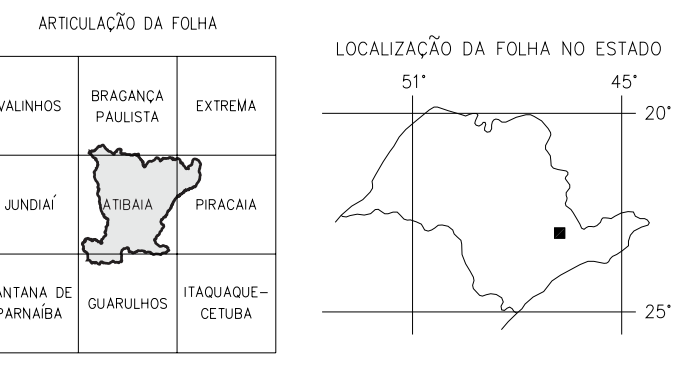 ARTICULAÇÃO DA FOLHA
VALINHOS
BRAGANÇA
PAULISTA
EXTREMA
JUNDIAÍ
ATIBAIA
PIRACAIA
ANTANA DE
PARNAÍBA
GUARULHOS
ITAQUAQUE-
CETUBA
LOCALIZAÇÃO DA FOLHA NO ESTADO
51°
45°
20°
25°